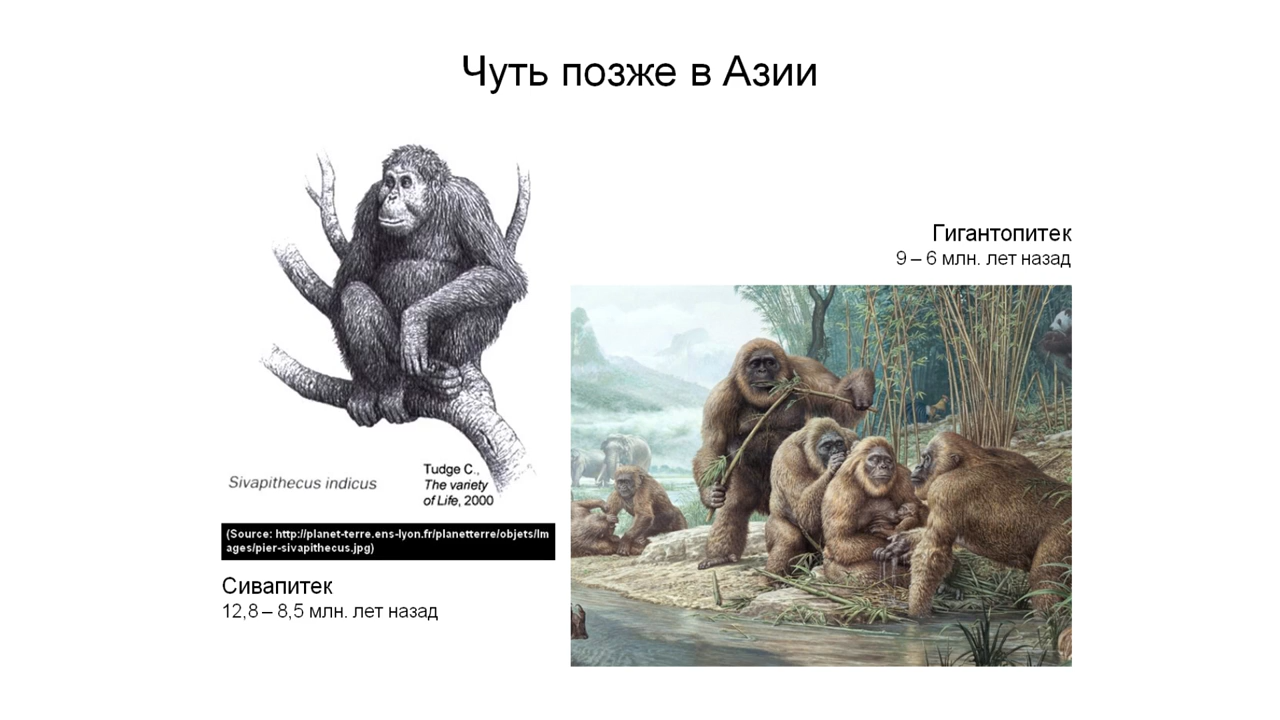 Чуть позже в Азии
Гигантопитек
9 – 6 млн. лет назад
Sivapithecus indicus
Tudge C.,
The variety
of Life, 2000
(Source: http://planet-terre.ens-lyon.fr/planetterre/objets/Im
ages/pier-sivapithecus.jpg)
Сивапитек
12,8 – 8,5 млн. лет назад